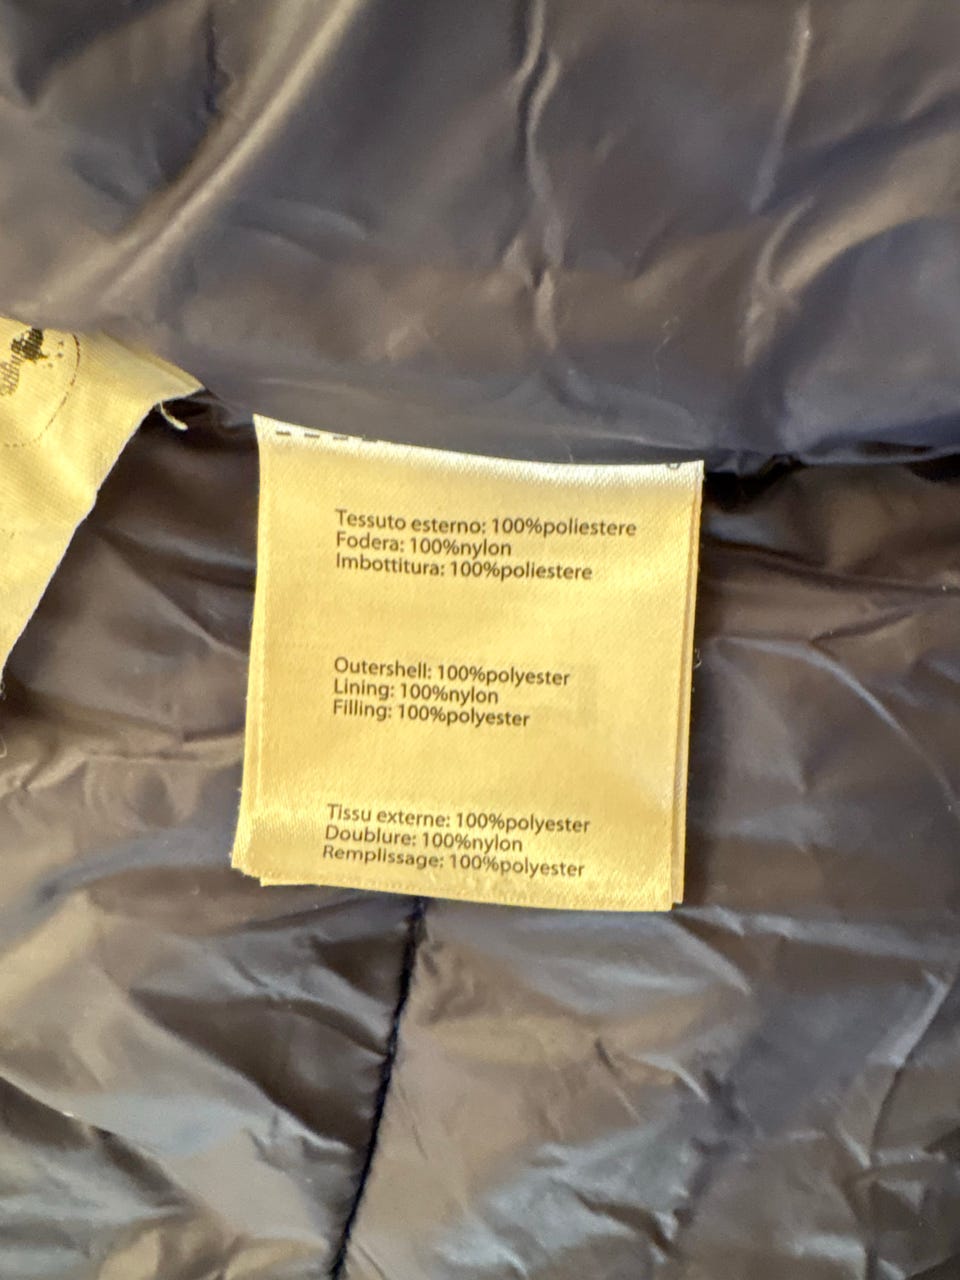 Tessuto esterno: 100%poliestere
Fodera: 100%nylon
Imbottitura: 100%poliestere
Outershell: 100%polyester
Lining: 100%nylon
Filling: 100%polyester
Tissu externe: 100%polyester
Doublure: 100%nylon
Remplissage: 100%polyester